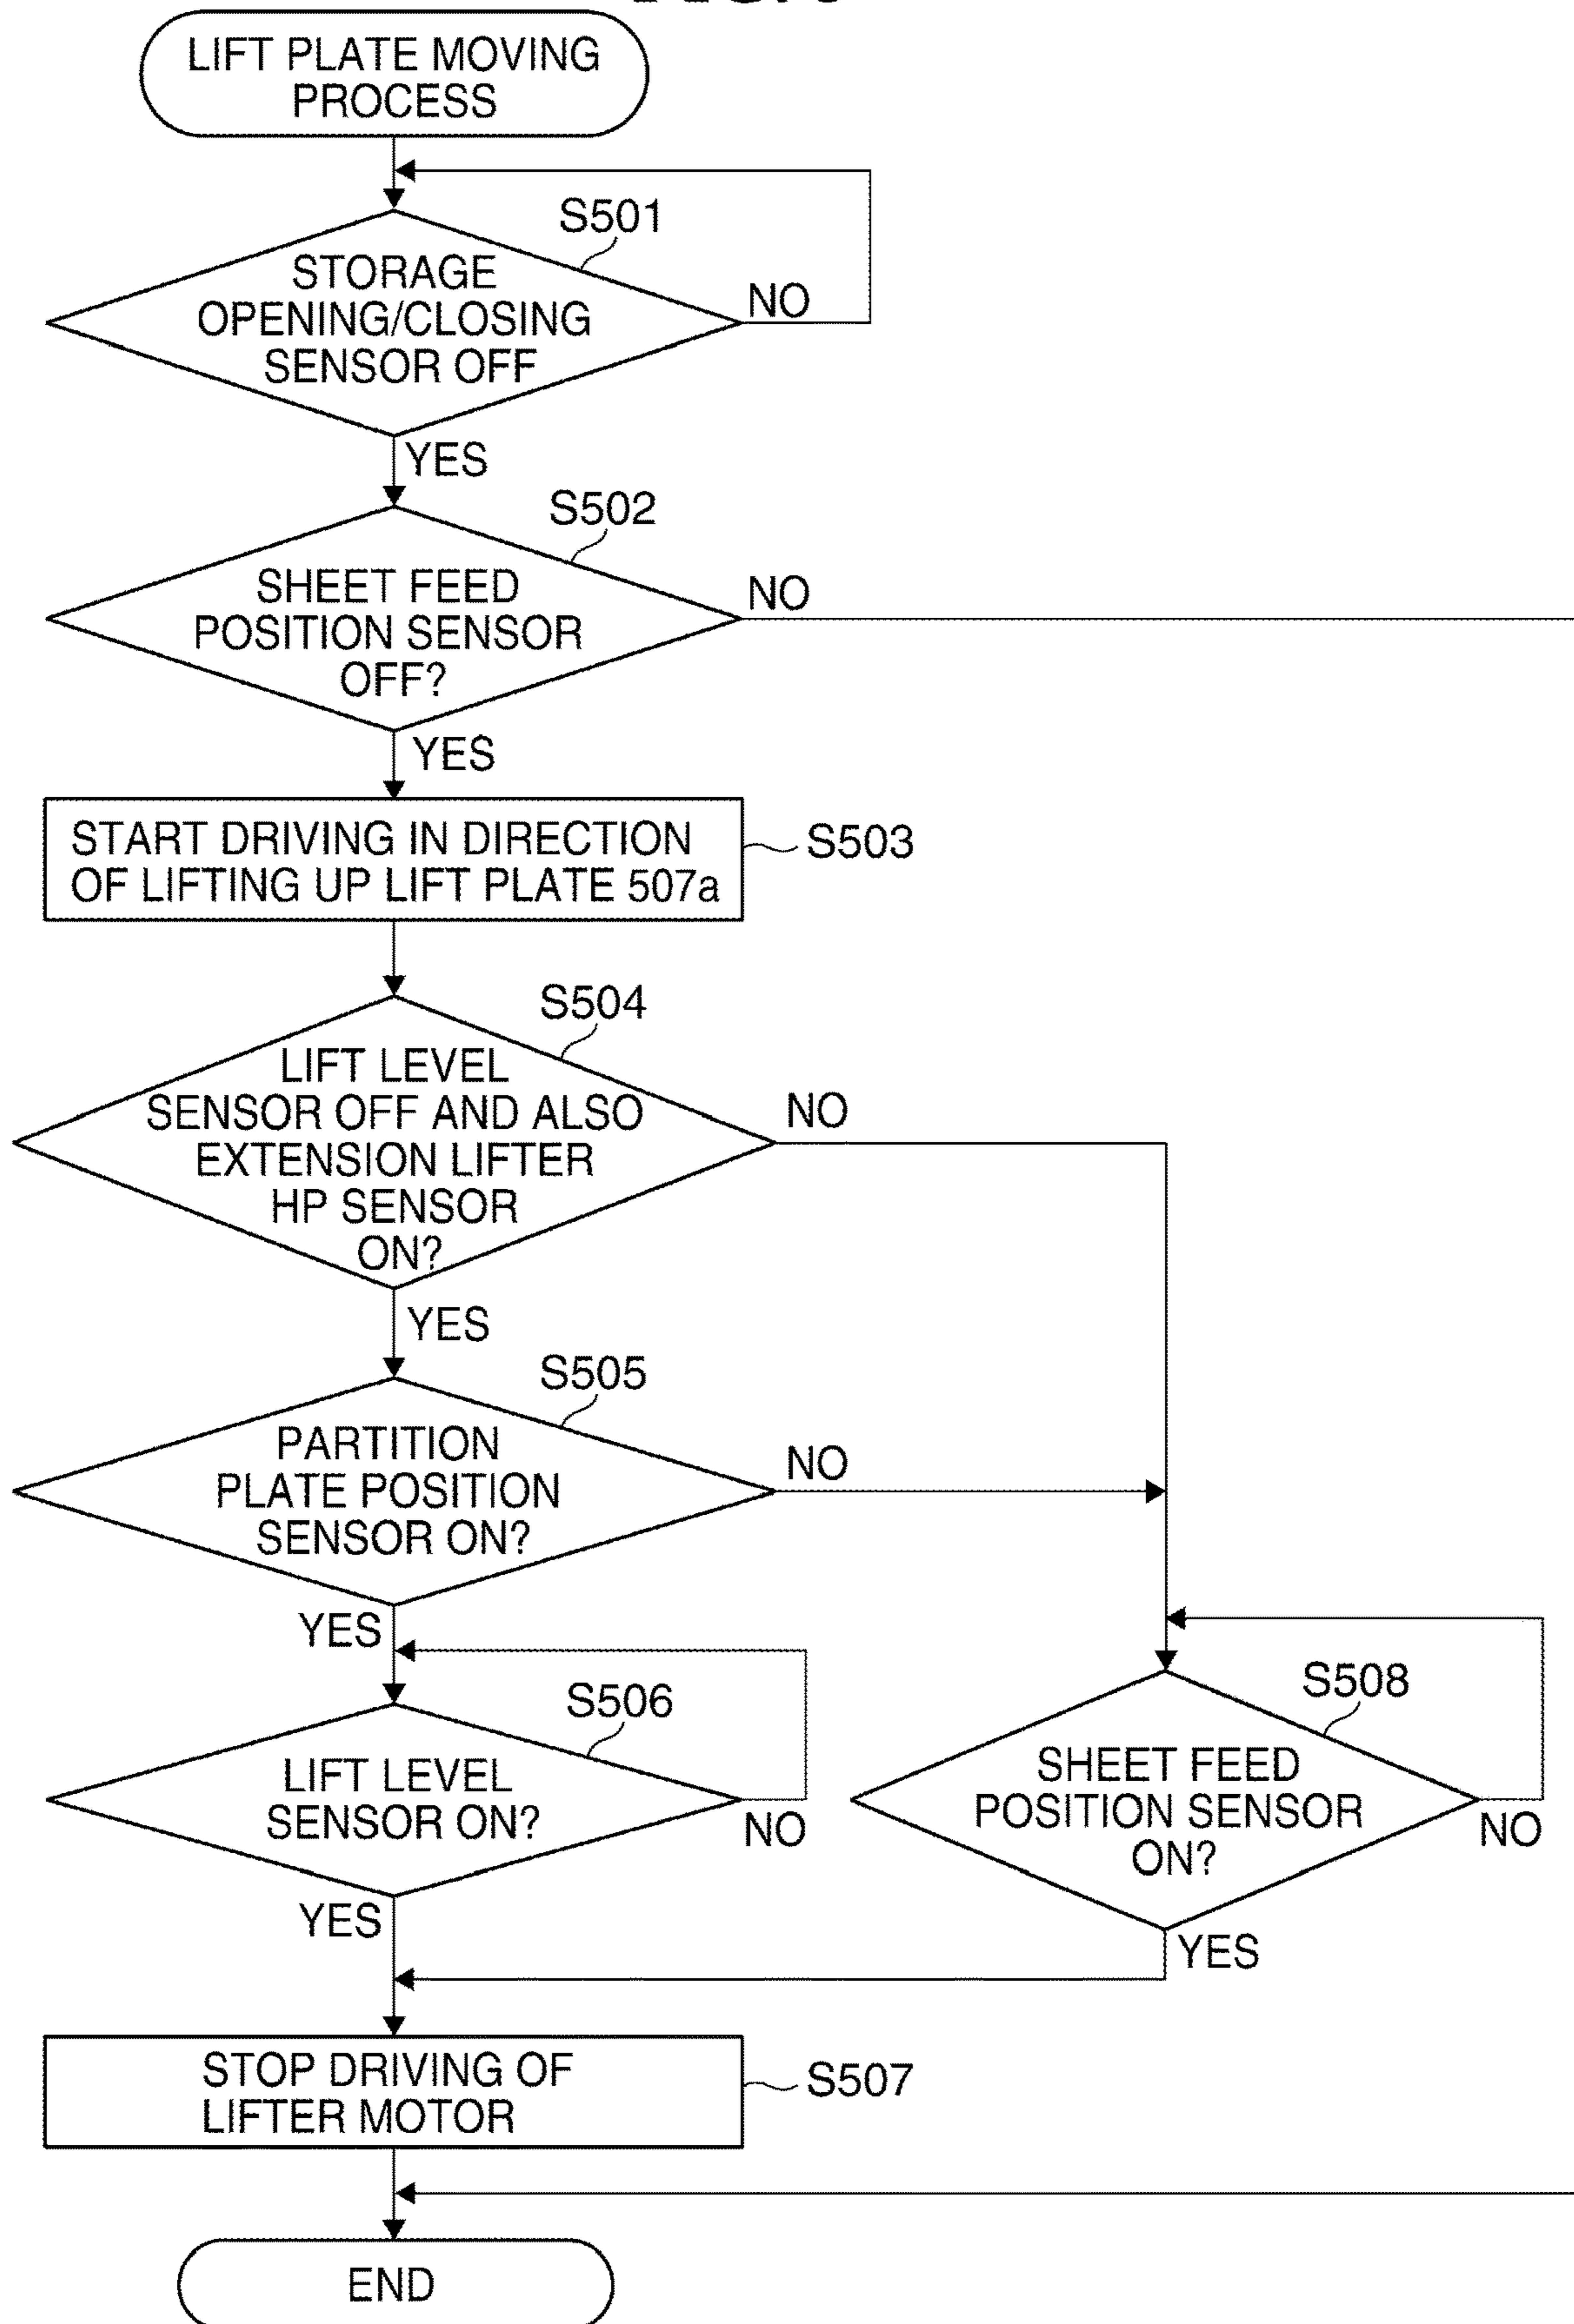 LIFT PLATE MOVING
PROCESS
S501
STORAGE
OPENING/CLOSING
SENSOR OFF
NO
YES
S502
SHEET FEED
POSITION SENSOR
OFF?
NO
YES
START DRIVING IN DIRECTION
OF LIFTING UP LIFT PLATE 507a
S503
S504
LIFT LEVEL
SENSOR OFF AND ALSO
EXTENSION LIFTER
HP SENSOR
ON?
NO
YES
S505
PARTITION
PLATE POSITION
SENSOR ON?
NO
YES
S506
LIFT LEVEL
SENSOR ON?
NO
YES
S508
SHEET FEED
POSITION SENSOR
ON?
NO
YES
STOP DRIVING OF
LIFTER MOTOR
S507
END